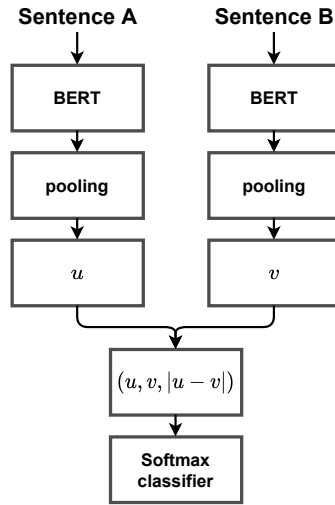 Sentence A Sentence B
BERT BERT
pooling pooling
u v
(u, v, |u − v|)
Softmax
classifier